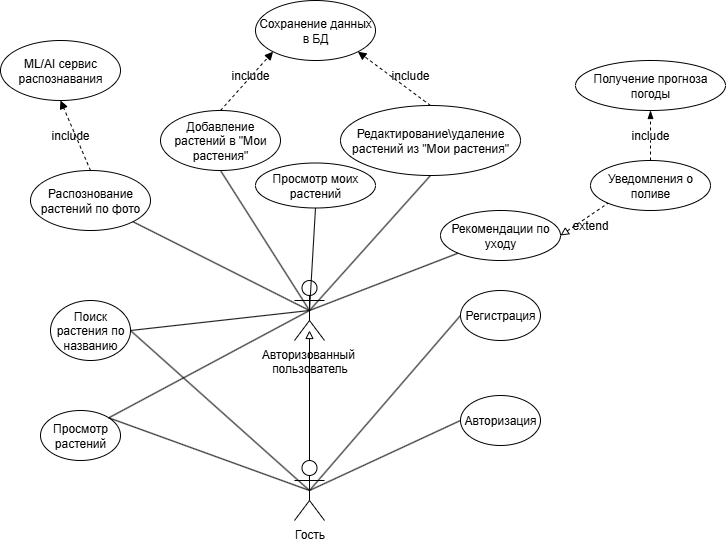 Сохранение данных
в БД
ML/AI сервис
распознавания
include
include
Получение прогноза
погоды
Добавление
растений в "Мои
растения"
Редактирование\удаление
растений из "Мои растения"
include
include
Просмотр моих
растений
Уведомления о
поливе
Распознование
растений по фото
Рекомендации по
уходу
extend
Поиск
растения по
названию
Регистрация
Авторизованный
пользователь
Просмотр
растений
Авторизация
Гость